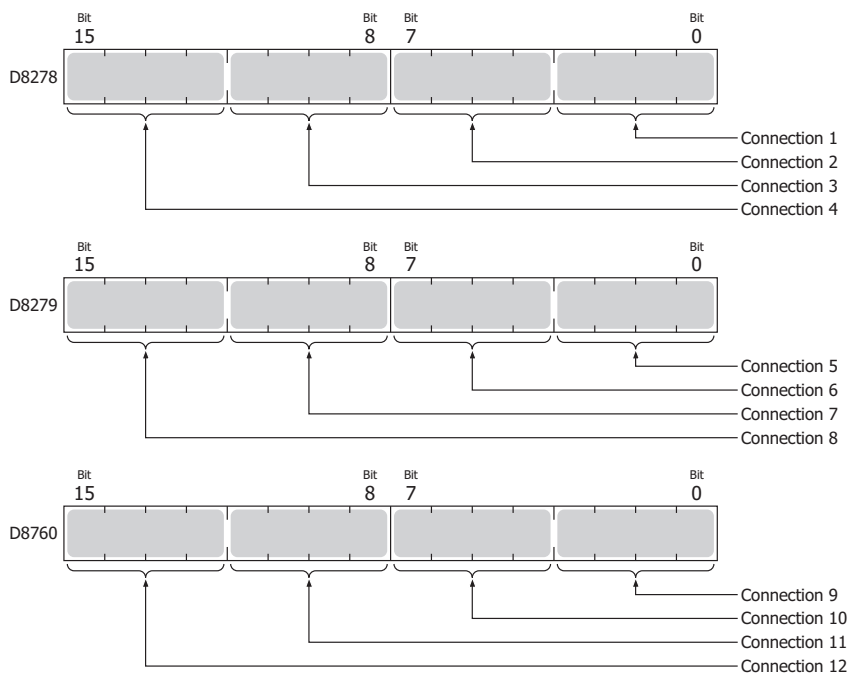 Bit Bit Bit Bit
15 8 7 0
D8278
Connection 1
Connection 2
Connection 3
Connection 4
Bit Bit Bit Bit
15 8 7 0
D8279
Connection 5
Connection 6
Connection 7
Connection 8
Bit Bit Bit Bit
15 8 7 0
D8760
Connection 9
Connection 10
Connection 11
Connection 12